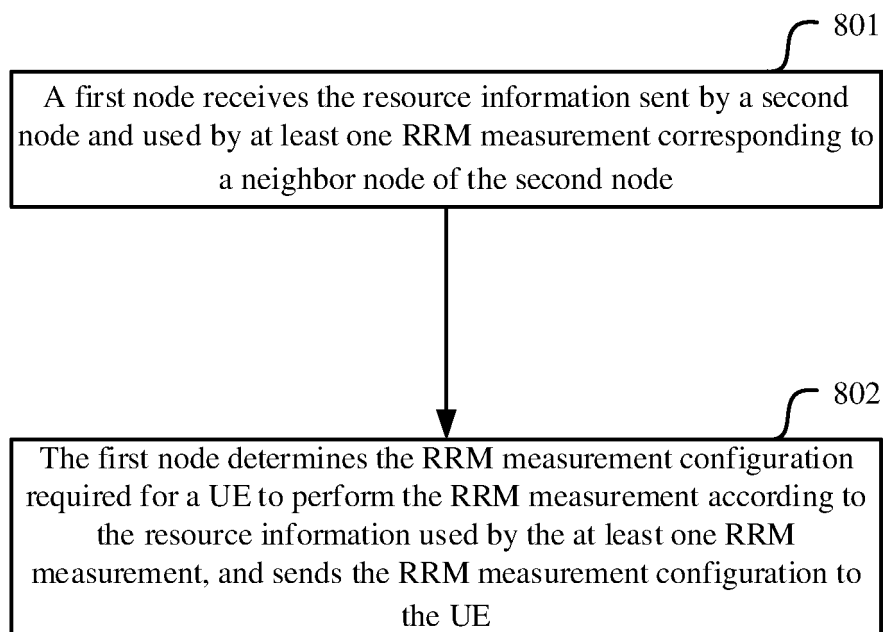 801
A first node receives the resource information sent by a second
node and used by at least one RRM measurement corresponding to
a neighbor node of the second node
802
The first node determines the RRM measurement configuration
required for a UE to perform the RRM measurement according to
the resource information used by the at least one RRM
measurement, and sends the RRM measurement configuration to
the UE